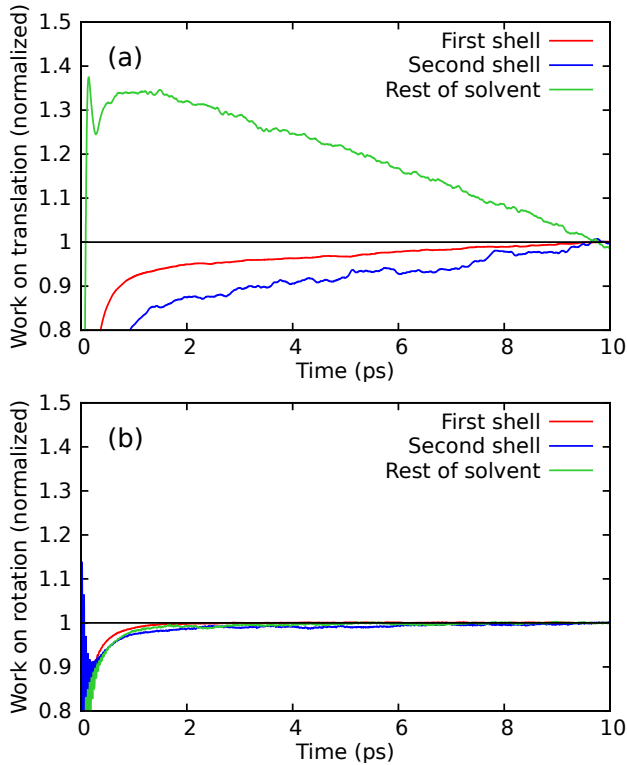 1.5
1.4
1.3
1.2
1.1
1
0.9
0.8
Work on translation (normalized)
(a)
First shell
Second shell
Rest of solvent
0 2 4 6 8 10
Time (ps)
1.5
1.4
1.3
1.2
1.1
1
0.9
0.8
Work on rotation (normalized)
(b)
First shell
Second shell
Rest of solvent
0 2 4 6 8 10
Time (ps)